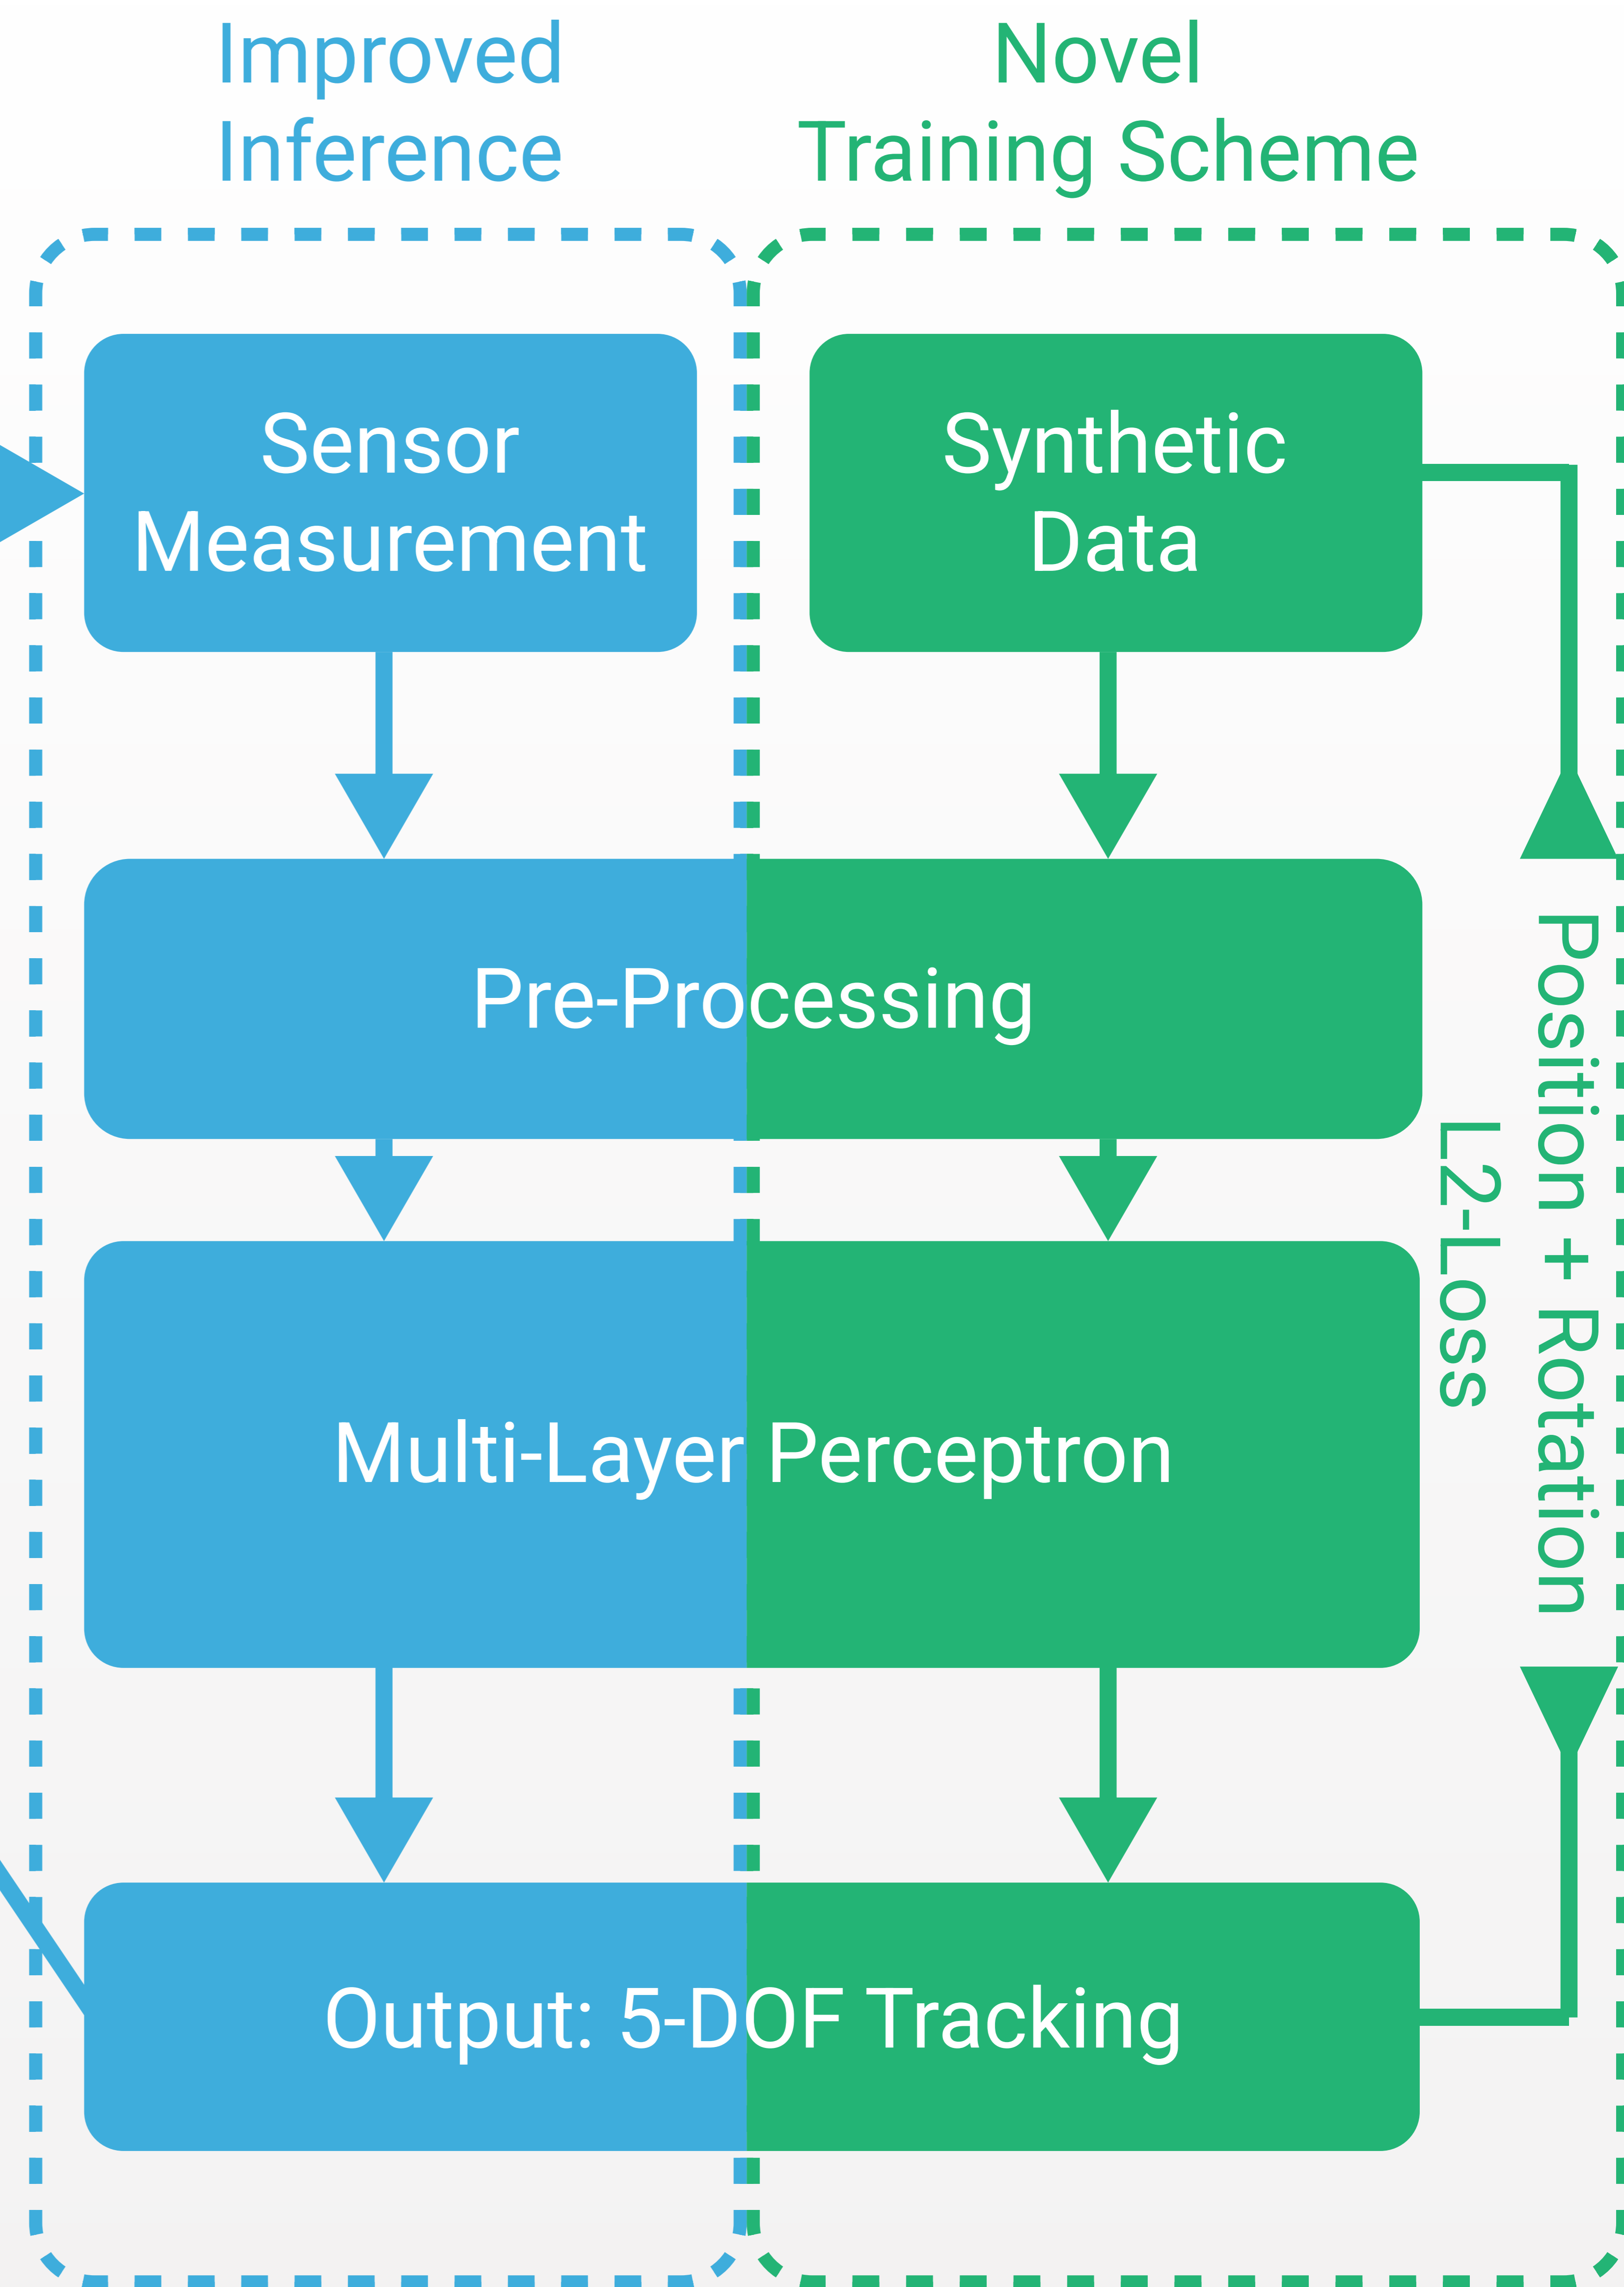 Improved
Inference
Novel
Training Scheme
Sensor
Measurement
Synthetic
Data
Pre-Processing
Position + Rotation
L2-Loss
Multi-Layer Perceptron
Output: 5-DOF Tracking